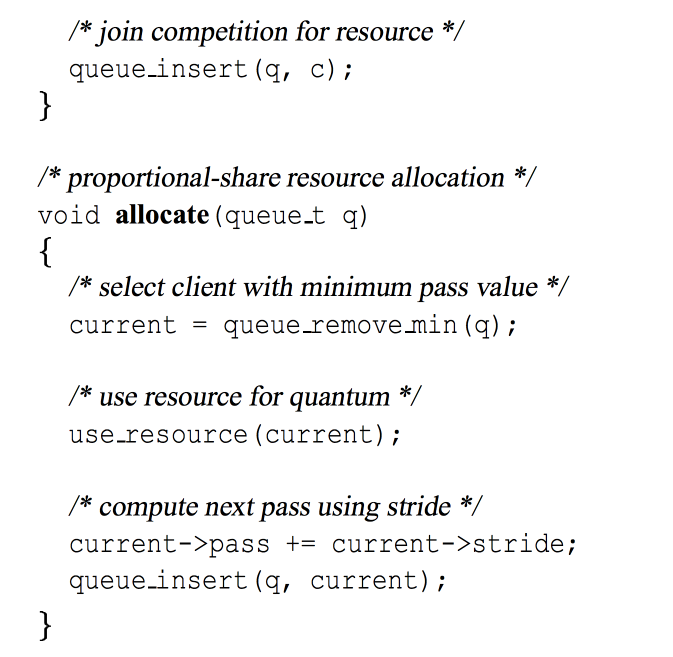 /* join competition for resource */
queue_insert(q, c);
}
/* proportional-share resource allocation */
void allocate(queue_t q)
{
/* select client with minimum pass value */
current = queue_remove_min(q);
/* use resource for quantum */
use_resource(current);
/* compute next pass using stride */
current->pass += current->stride;
queue_insert(q, current);
}